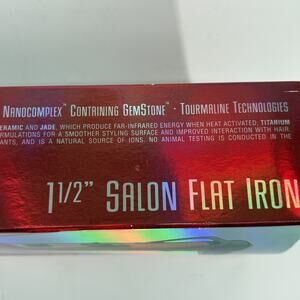 NANOCOMPLEX™ CONTAINING GEMSTONE™ · TOURMALINE TECHNOLOGIES
ERAMIC AND JADE, WHICH PRODUCE FAR-INFRARED ENERGY WHEN HEAT ACTIVATED; TITANIUM
RMULATIONS FOR A SMOOTHER STYLING SURFACE AND IMPROVED INTERACTION WITH HAIR.
ANTS, AND IS A NATURAL SOURCE OF IONS. NO ANIMAL TESTING IS CONDUCTED IN THE
1 1/2" SALON FLAT IRON